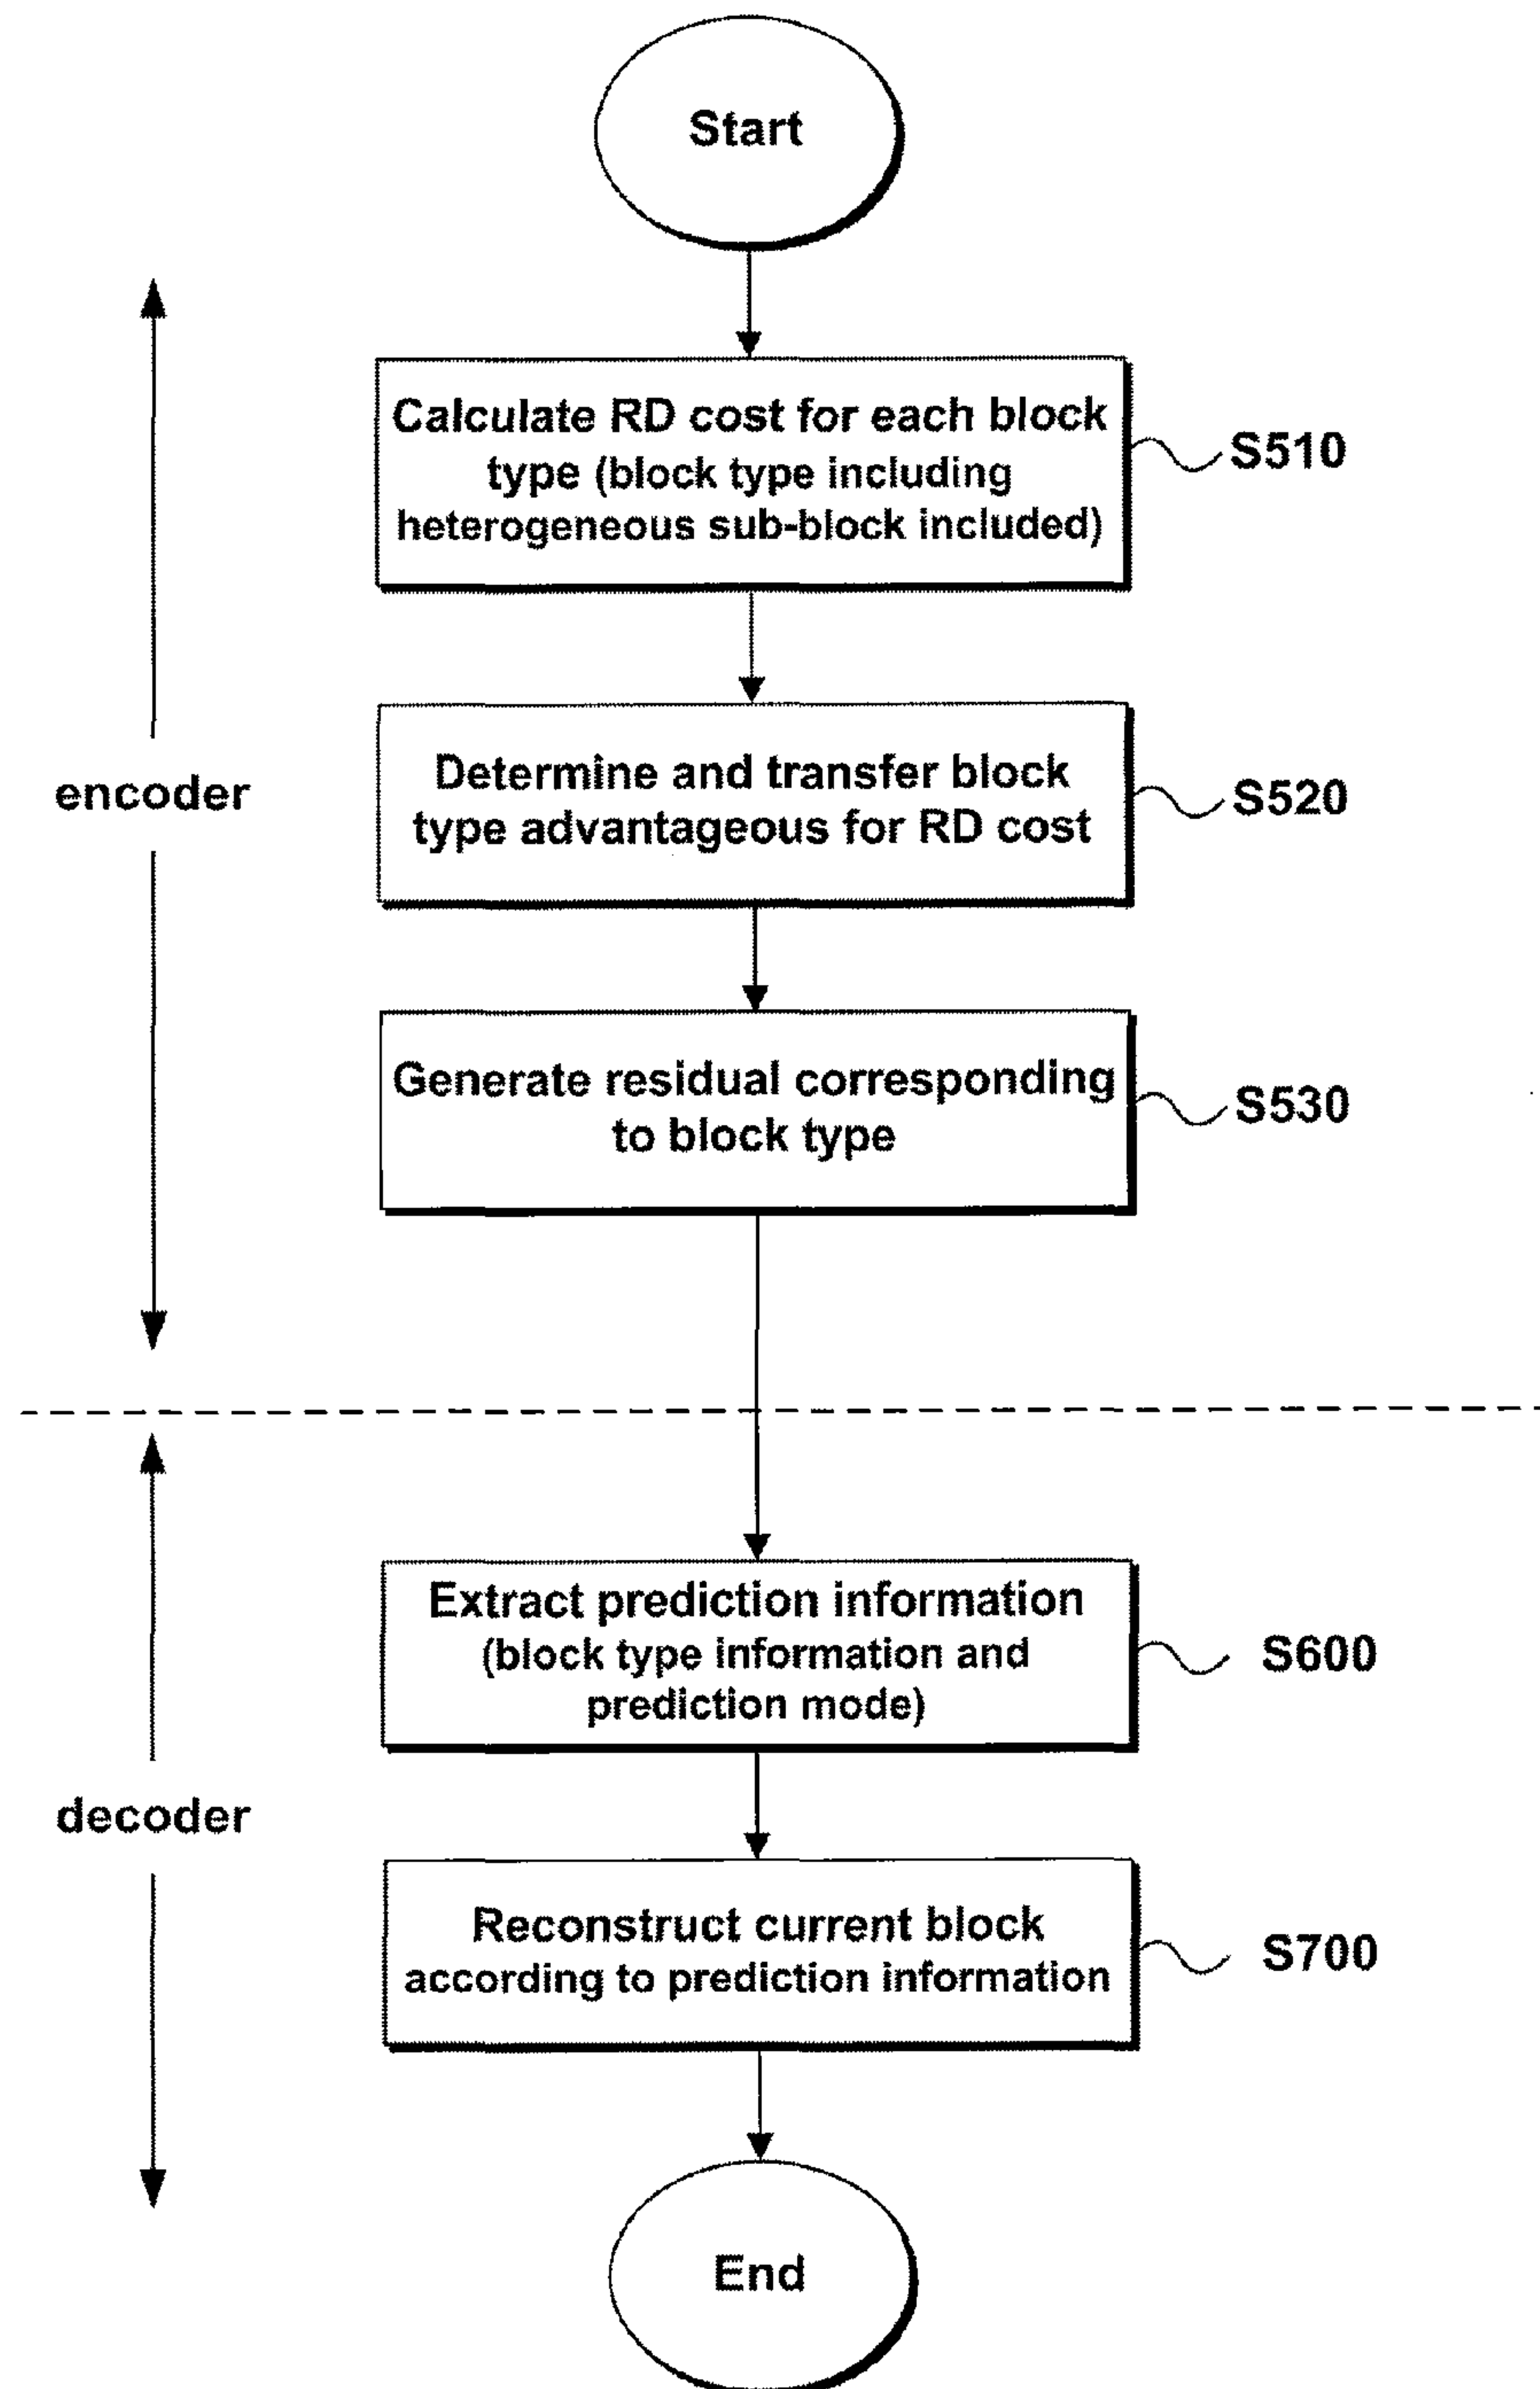 Start
Calculate RD cost for each block
type (block type including
heterogeneous sub-block included)
S510
encoder
Determine and transfer block
type advantageous for RD cost
S520
Generate residual corresponding
to block type
S530
Extract prediction information
(block type information and
prediction mode)
S600
decoder
Reconstruct current block
according to prediction information
S700
End